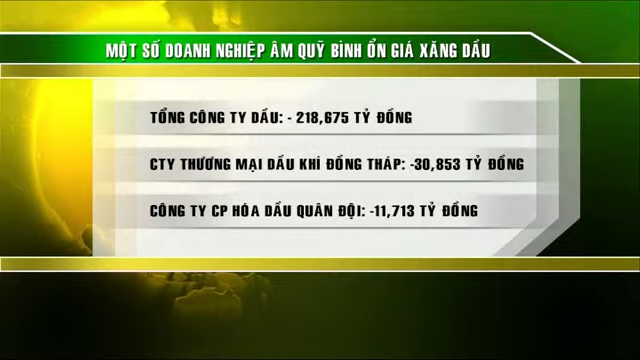 MỘT SỐ DOANH NGHIỆP ÂM QUỸ BÌNH ỔN GIÁ XĂNG DẦU
TỔNG CÔNG TY DẦU: - 218,675 TỶ ĐỒNG
CTY THƯƠNG MẠI DẦU KHÍ ĐỒNG THÁP: -30,853 TỶ ĐỒNG
CÔNG TY CP HÓA DẦU QUÂN ĐỘI: -11,713 TỶ ĐỒNG